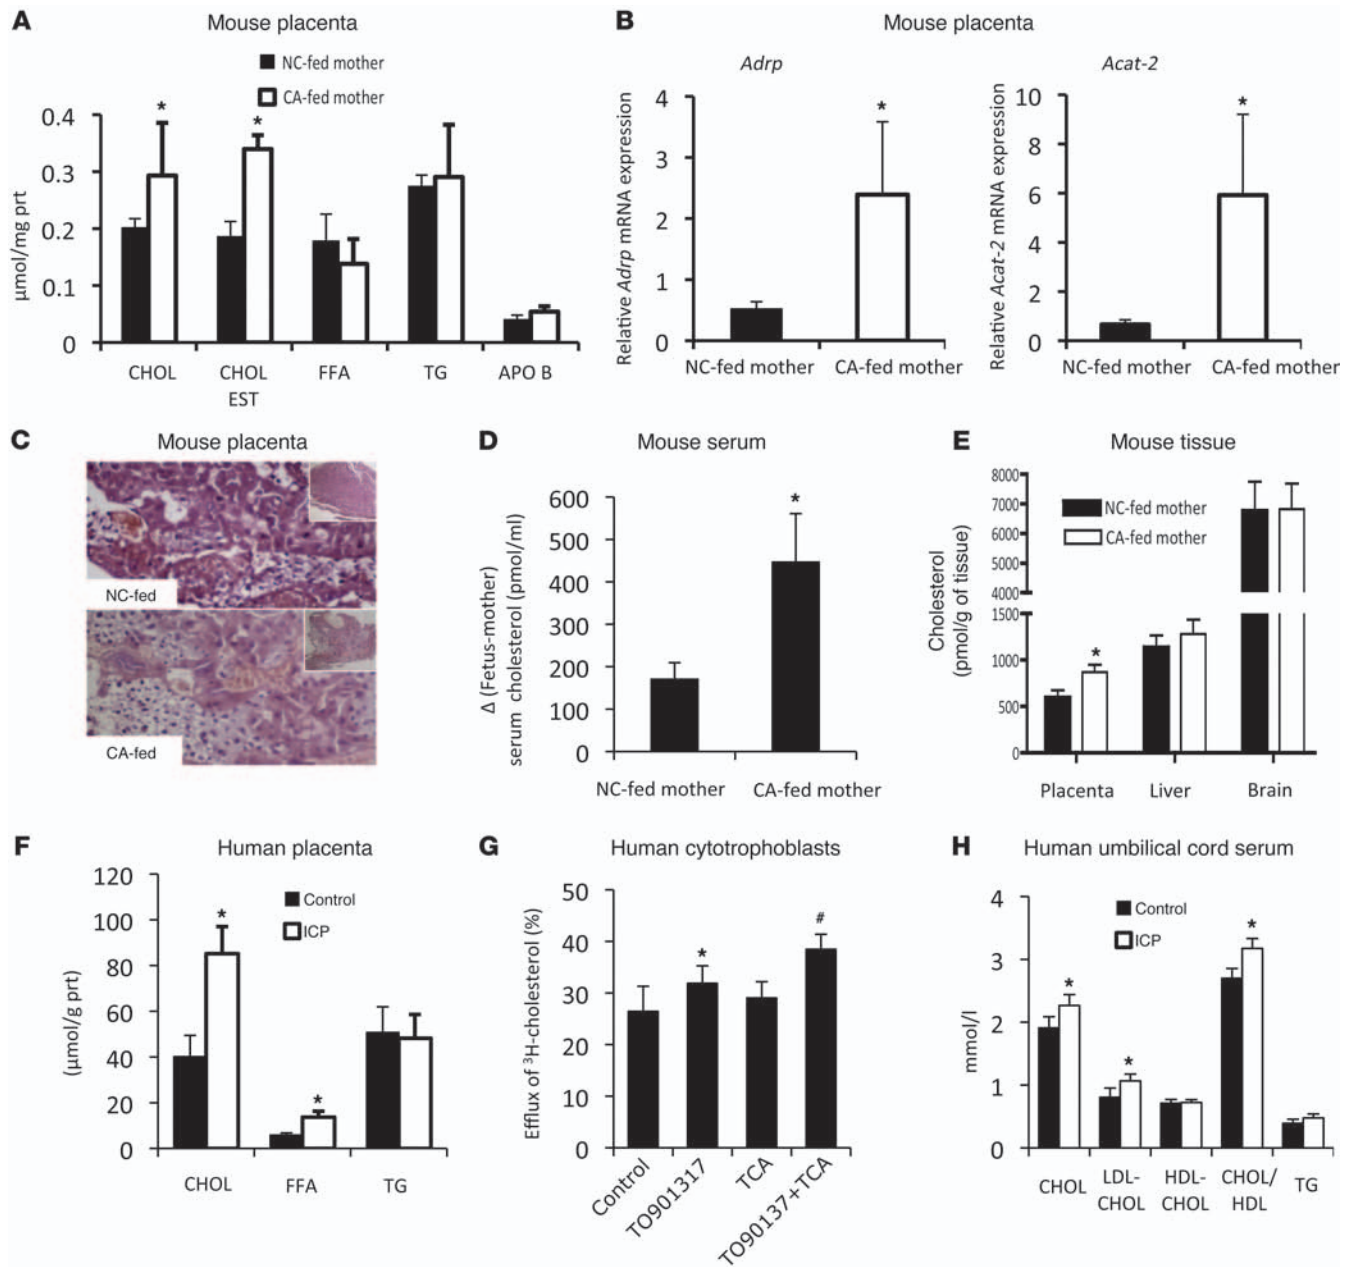 A
Mouse placenta
NC-fed mother
CA-fed mother
µmol/mg prt
0.4
0.3
0.2
0.1
0
*
*
CHOL
CHOL
EST
FFA
TG
APO B
B
Mouse placenta
Adrp
Relative Adrp mRNA expression
4
3
2
1
0
*
NC-fed mother
CA-fed mother
Acat-2
Relative Acat-2 mRNA expression
10
8
6
4
2
0
*
NC-fed mother
CA-fed mother
C
Mouse placenta
NC-fed
CA-fed
D
Mouse serum
Δ (Fetus-mother)
serum cholesterol (pmol/ml)
600
500
400
300
200
100
0
*
NC-fed mother
CA-fed mother
E
Mouse tissue
NC-fed mother
CA-fed mother
Cholesterol
(pmol/g of tissue)
8000
7000
6000
5000
4000
1500
1000
500
0
*
Placenta
Liver
Brain
F
Human placenta
Control
ICP
(µmol/g prt)
120
100
80
60
40
20
0
*
*
CHOL
FFA
TG
G
Human cytotrophoblasts
Efflux of ³H-cholesterol (%)
50
40
30
20
10
0
*
#
Control
TO901317
TCA
TO90137+TCA
H
Human umbilical cord serum
Control
ICP
mmol/l
4
3
2
1
0
*
*
*
CHOL
LDL-
CHOL
HDL-
CHOL
CHOL/
HDL
TG